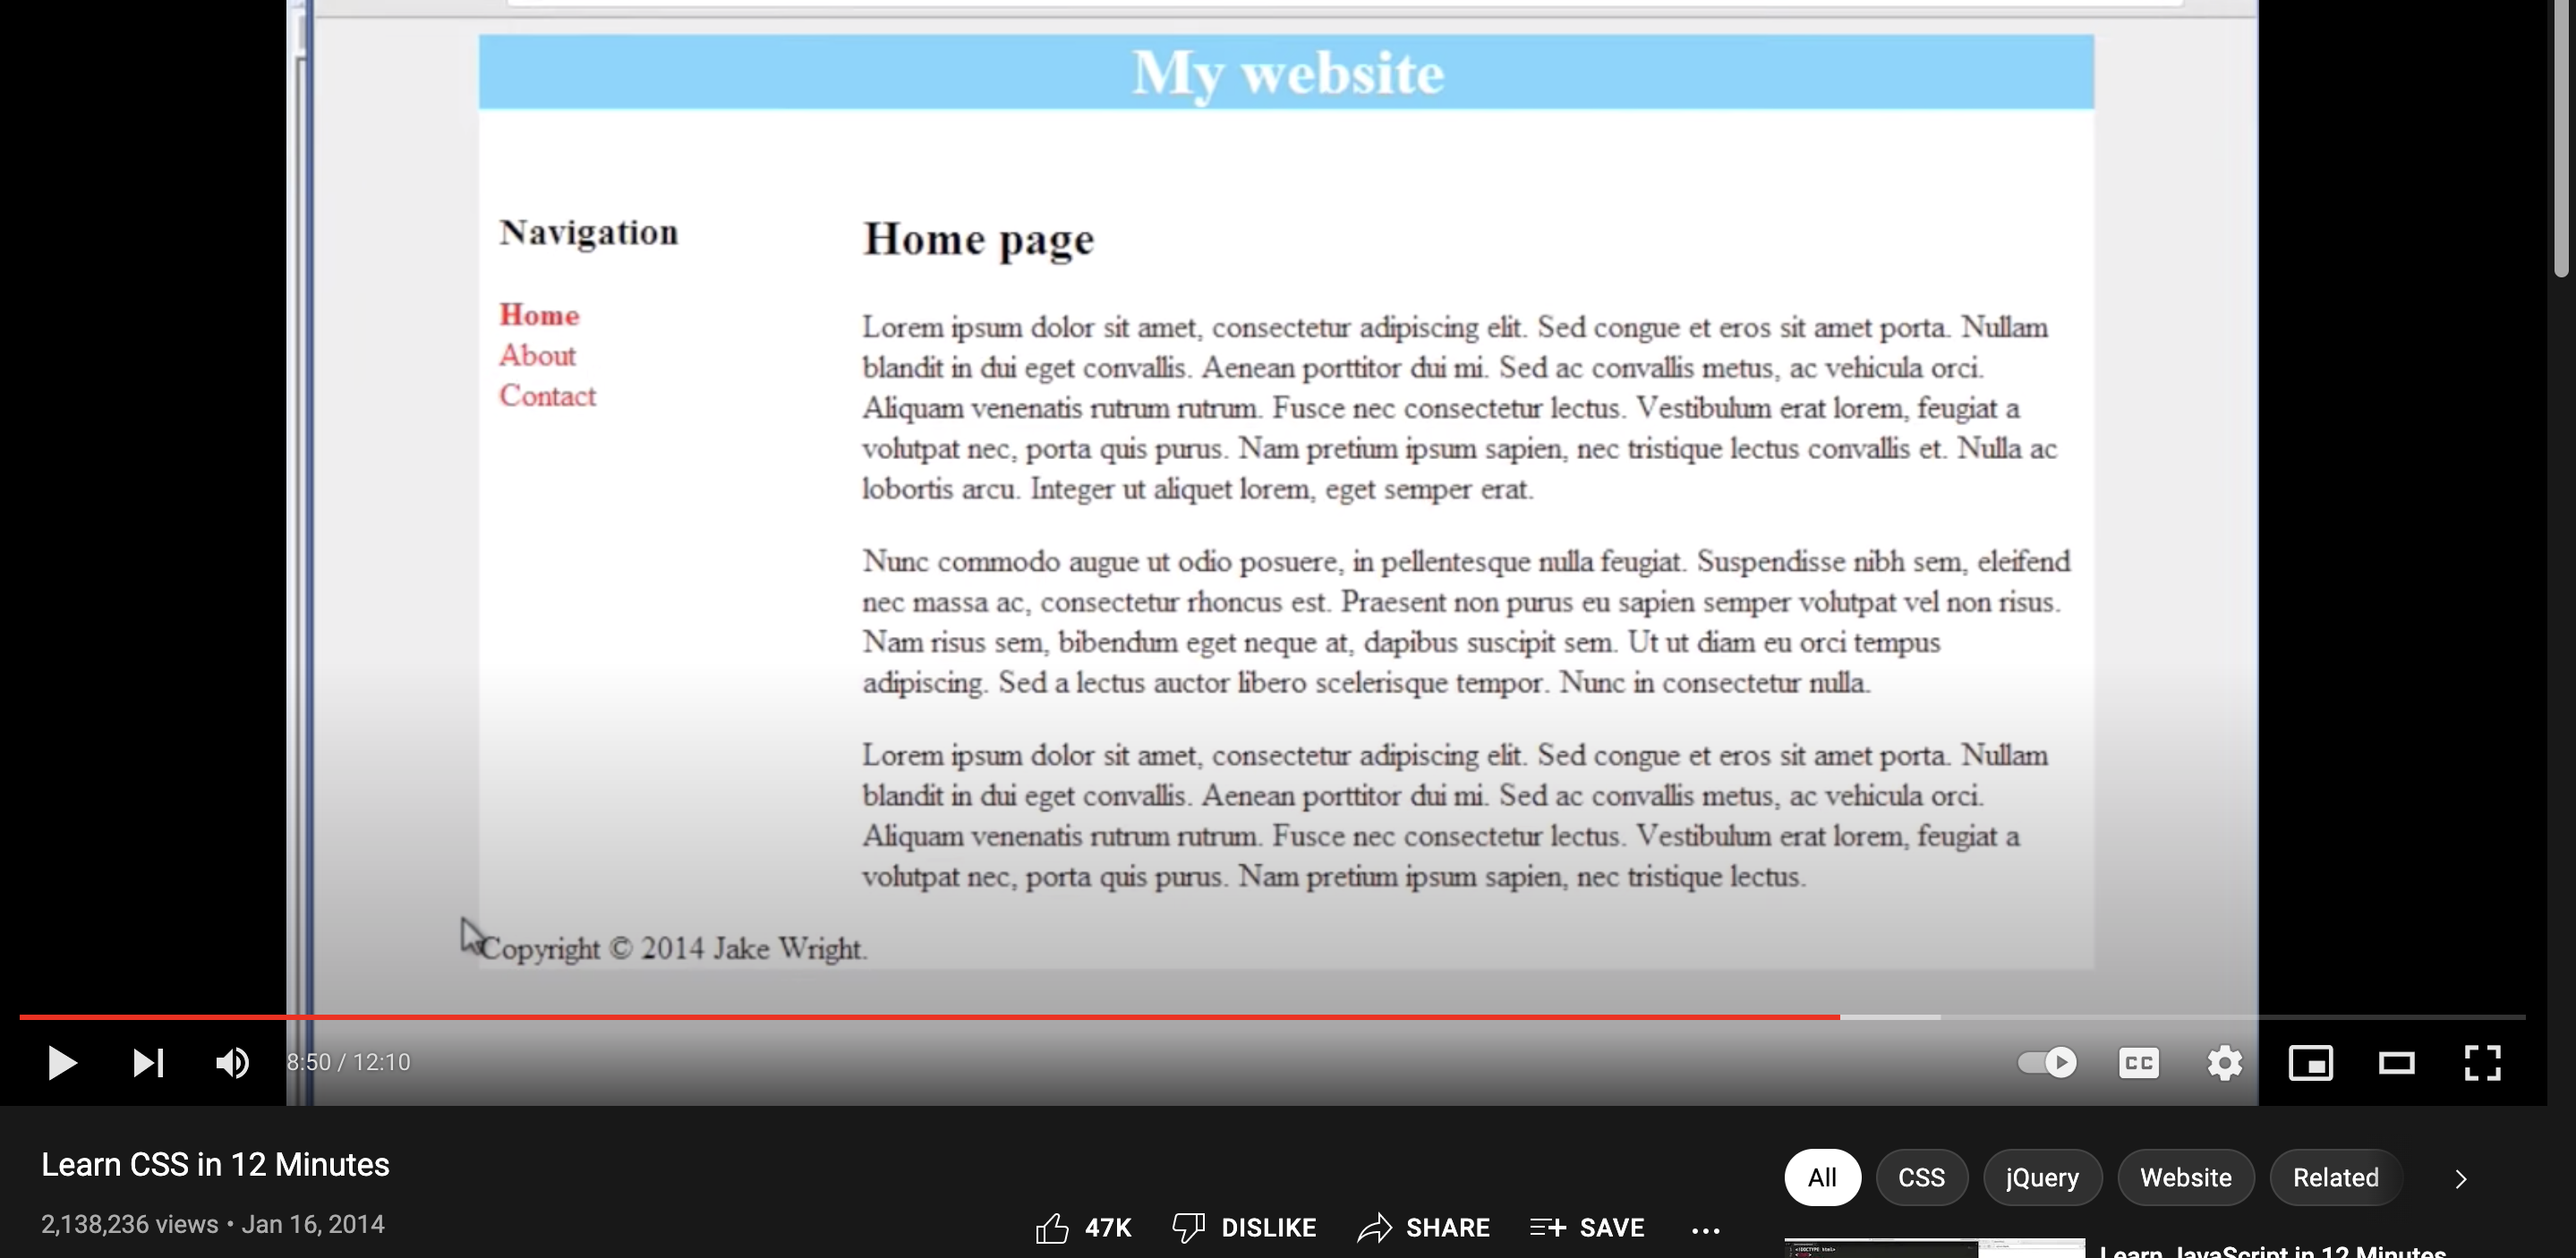 My website
Navigation
Home
About
Contact
Home page
Lorem ipsum dolor sit amet, consectetur adipiscing elit. Sed congue et eros sit amet porta. Nullam
blandit in dui eget convallis. Aenean porttitor dui mi. Sed ac convallis metus, ac vehicula orci.
Aliquam venenatis rutrum rutrum. Fusce nec consectetur lectus. Vestibulum erat lorem, feugiat a
volutpat nec, porta quis purus. Nam pretium ipsum sapien, nec tristique lectus convallis et. Nulla ac
lobortis arcu. Integer ut aliquet lorem, eget semper erat.
Nunc commodo augue ut odio posuere, in pellentesque nulla feugiat. Suspendisse nibh sem, eleifend
nec massa ac, consectetur rhoncus est. Praesent non purus eu sapien semper volutpat vel non risus.
Nam risus sem, bibendum eget neque at, dapibus suscipit sem. Ut ut diam eu orci tempus
adipiscing. Sed a lectus auctor libero scelerisque tempor. Nunc in consectetur nulla.
Lorem ipsum dolor sit amet, consectetur adipiscing elit. Sed congue et eros sit amet porta. Nullam
blandit in dui eget convallis. Aenean porttitor dui mi. Sed ac convallis metus, ac vehicula orci.
Aliquam venenatis rutrum rutrum. Fusce nec consectetur lectus. Vestibulum erat lorem, feugiat a
volutpat nec, porta quis purus. Nam pretium ipsum sapien, nec tristique lectus.
Copyright © 2014 Jake Wright.
8:50 / 12:10
CC
Learn CSS in 12 Minutes
2,138,236 views • Jan 16, 2014
47K DISLIKE SHARE SAVE ...
All CSS jQuery Website Related
<!DOCTYPE html>
Learn JavaScript in 12 Minutes